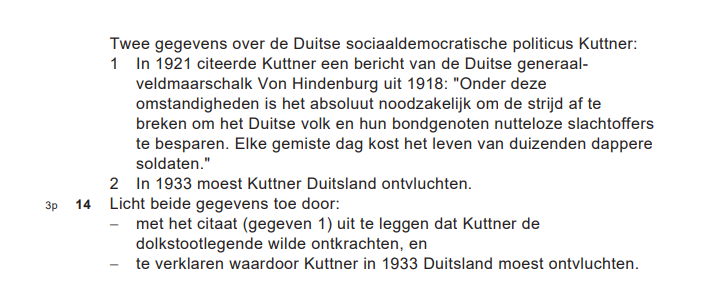 Twee gegevens over de Duitse sociaaldemocratische politicus Kuttner:
1 In 1921 citeerde Kuttner een bericht van de Duitse generaal-
veldmaarschalk Von Hindenburg uit 1918: "Onder deze
omstandigheden is het absoluut noodzakelijk om de strijd af te
breken om het Duitse volk en hun bondgenoten nutteloze slachtoffers
te besparen. Elke gemiste dag kost het leven van duizenden dappere
soldaten."
2 In 1933 moest Kuttner Duitsland ontvluchten.
3p 14 Licht beide gegevens toe door:
– met het citaat (gegeven 1) uit te leggen dat Kuttner de
dolkstootlegende wilde ontkrachten, en
– te verklaren waardoor Kuttner in 1933 Duitsland moest ontvluchten.